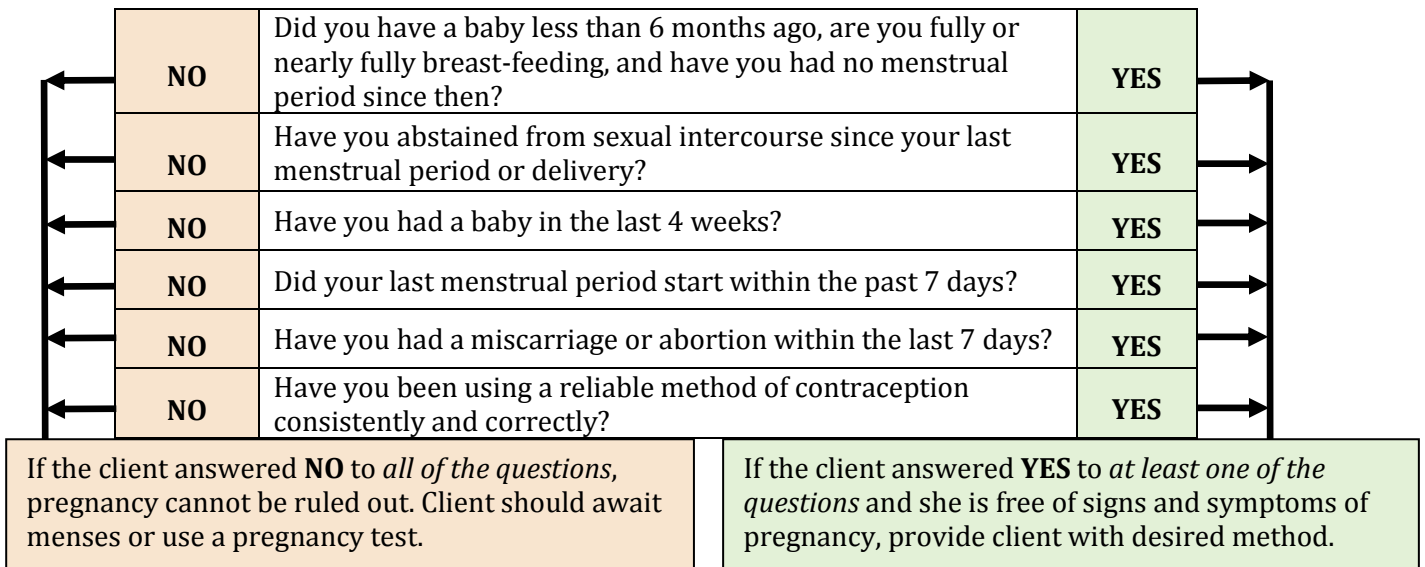 NO
Did you have a baby less than 6 months ago, are you fully or
nearly fully breast-feeding, and have you had no menstrual
period since then?
YES
NO
Have you abstained from sexual intercourse since your last
menstrual period or delivery?
YES
NO
Have you had a baby in the last 4 weeks?
YES
NO
Did your last menstrual period start within the past 7 days?
YES
NO
Have you had a miscarriage or abortion within the last 7 days?
YES
NO
Have you been using a reliable method of contraception
consistently and correctly?
YES
If the client answered NO to all of the questions,
pregnancy cannot be ruled out. Client should await
menses or use a pregnancy test.
If the client answered YES to at least one of the
questions and she is free of signs and symptoms of
pregnancy, provide client with desired method.